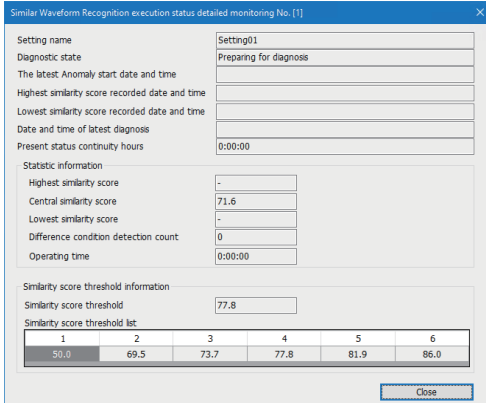 Similar Waveform Recognition execution status detailed monitoring No. [1]
Setting name Setting01
Diagnostic state Preparing for diagnosis
The latest Anomaly start date and time
Highest similarity score recorded date and time
Lowest similarity score recorded date and time
Date and time of latest diagnosis
Present status continuity hours 0:00:00
Statistic information
Highest similarity score -
Central similarity score 71.6
Lowest similarity score -
Difference condition detection count 0
Operating time 0:00:00
Similarity score threshold information
Similarity score threshold 77.8
Similarity score threshold list
1 2 3 4 5 6
50.0 69.5 73.7 77.8 81.9 86.0
Close